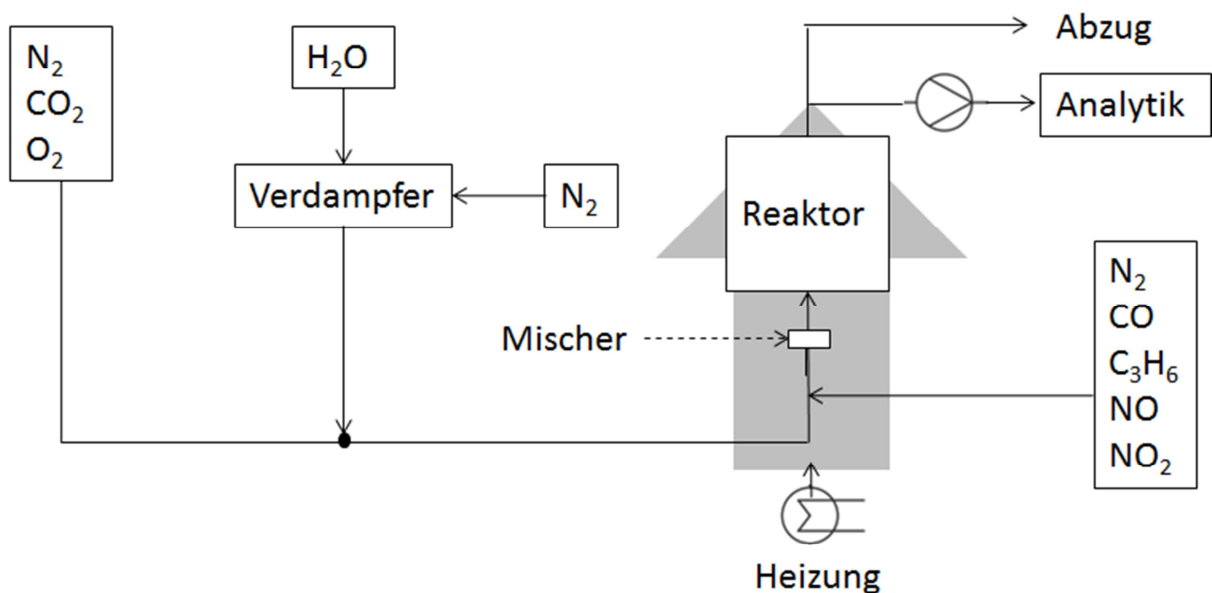 N₂
CO₂
O₂
H₂O
Verdampfer
N₂
Abzug
Analytik
Reaktor
Mischer
N₂
CO
C₃H₆
NO
NO₂
Heizung